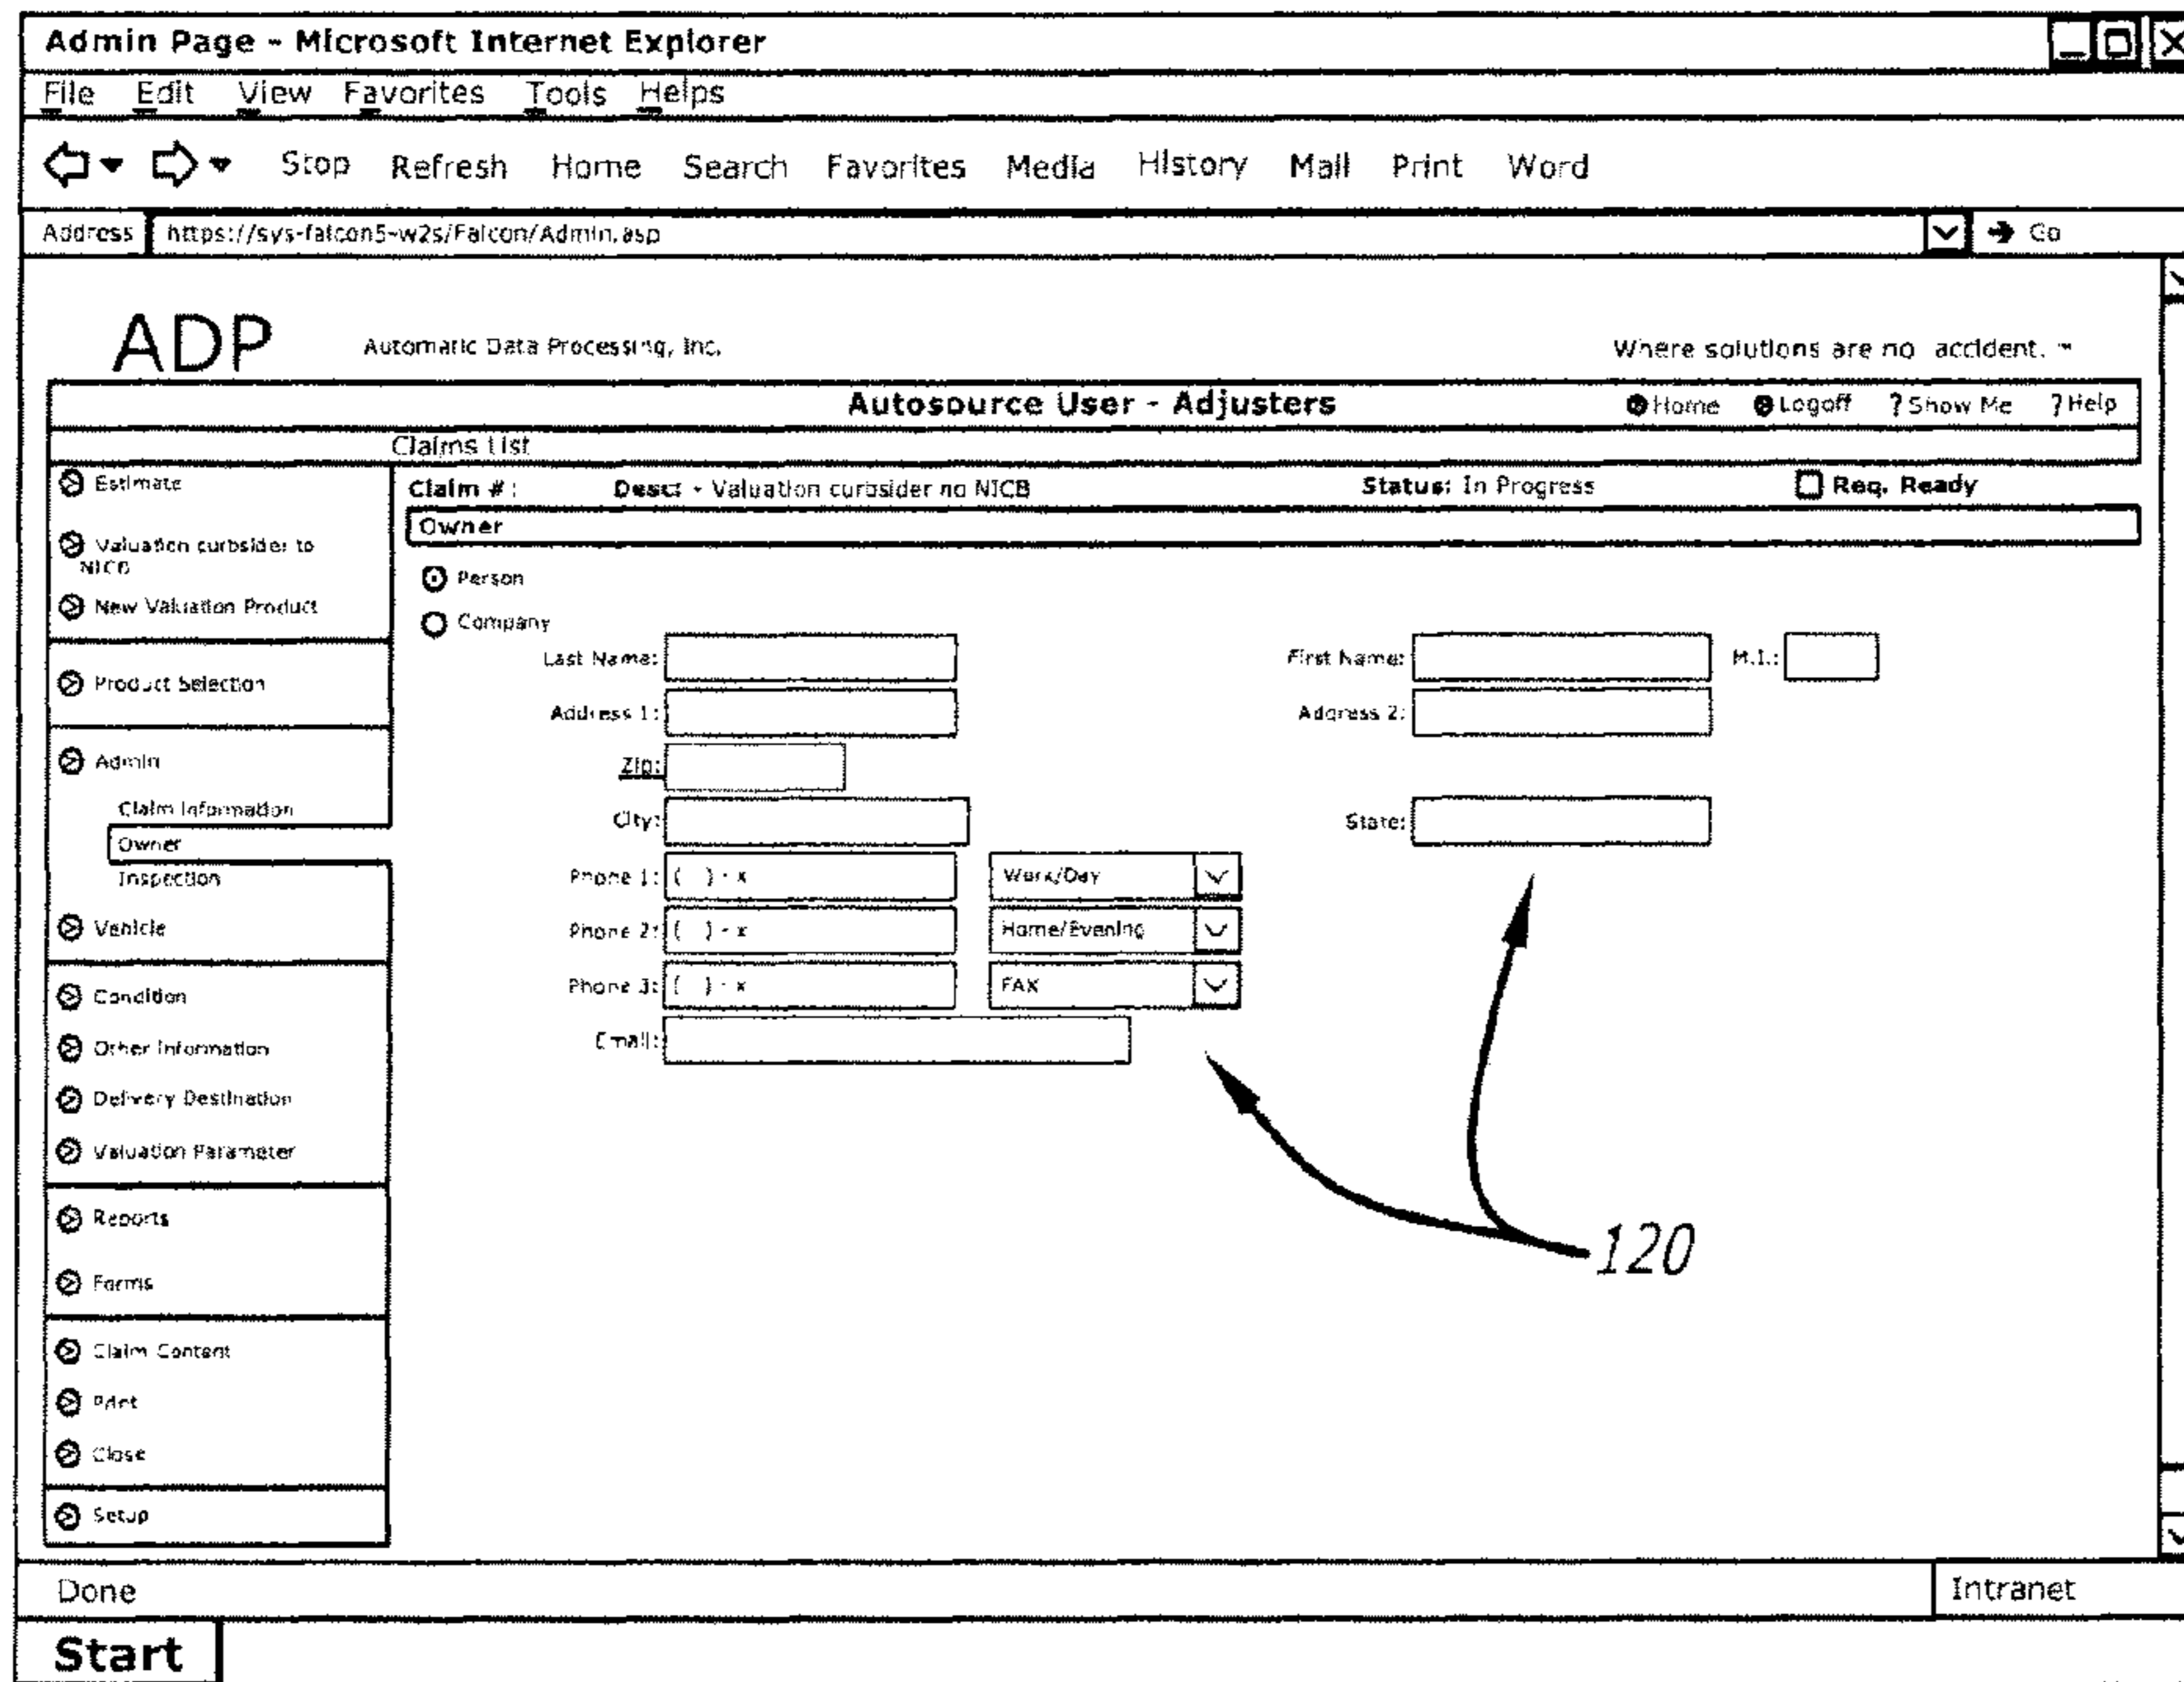 Admin Page - Microsoft Internet Explorer
File Edit View Favorites Tools Helps
Stop Refresh Home Search Favorites Media History Mail Print Word
Address https://sys-falcon5-w2s/Falcon/Admin.asp Go
ADP Automatic Data Processing, Inc. Where solutions are no accident. ™
Autosource User - Adjusters Home Logoff ? Show Me ? Help
Claims List
Estimate
Claim #: Desct - Valuation curbsider no NICB Status: In Progress Req. Ready
Owner
Valuation curbsider to
NICB
Person
New Valuation Product
Company
Last Name: First Name: M.I.:
Product Selection
Address 1: Address 2:
Admin
Zip:
Claim Information
City: State:
Owner
Inspection
Phone 1: ( ) - x Work/Day
Vehicle
Phone 2: ( ) - x Home/Evening
Condition
Phone 3: ( ) - x FAX
Other Information
Email:
Delivery Destination
Valuation Parameter
Reports
120
Forms
Claim Content
Print
Close
Setup
Done Intranet
Start